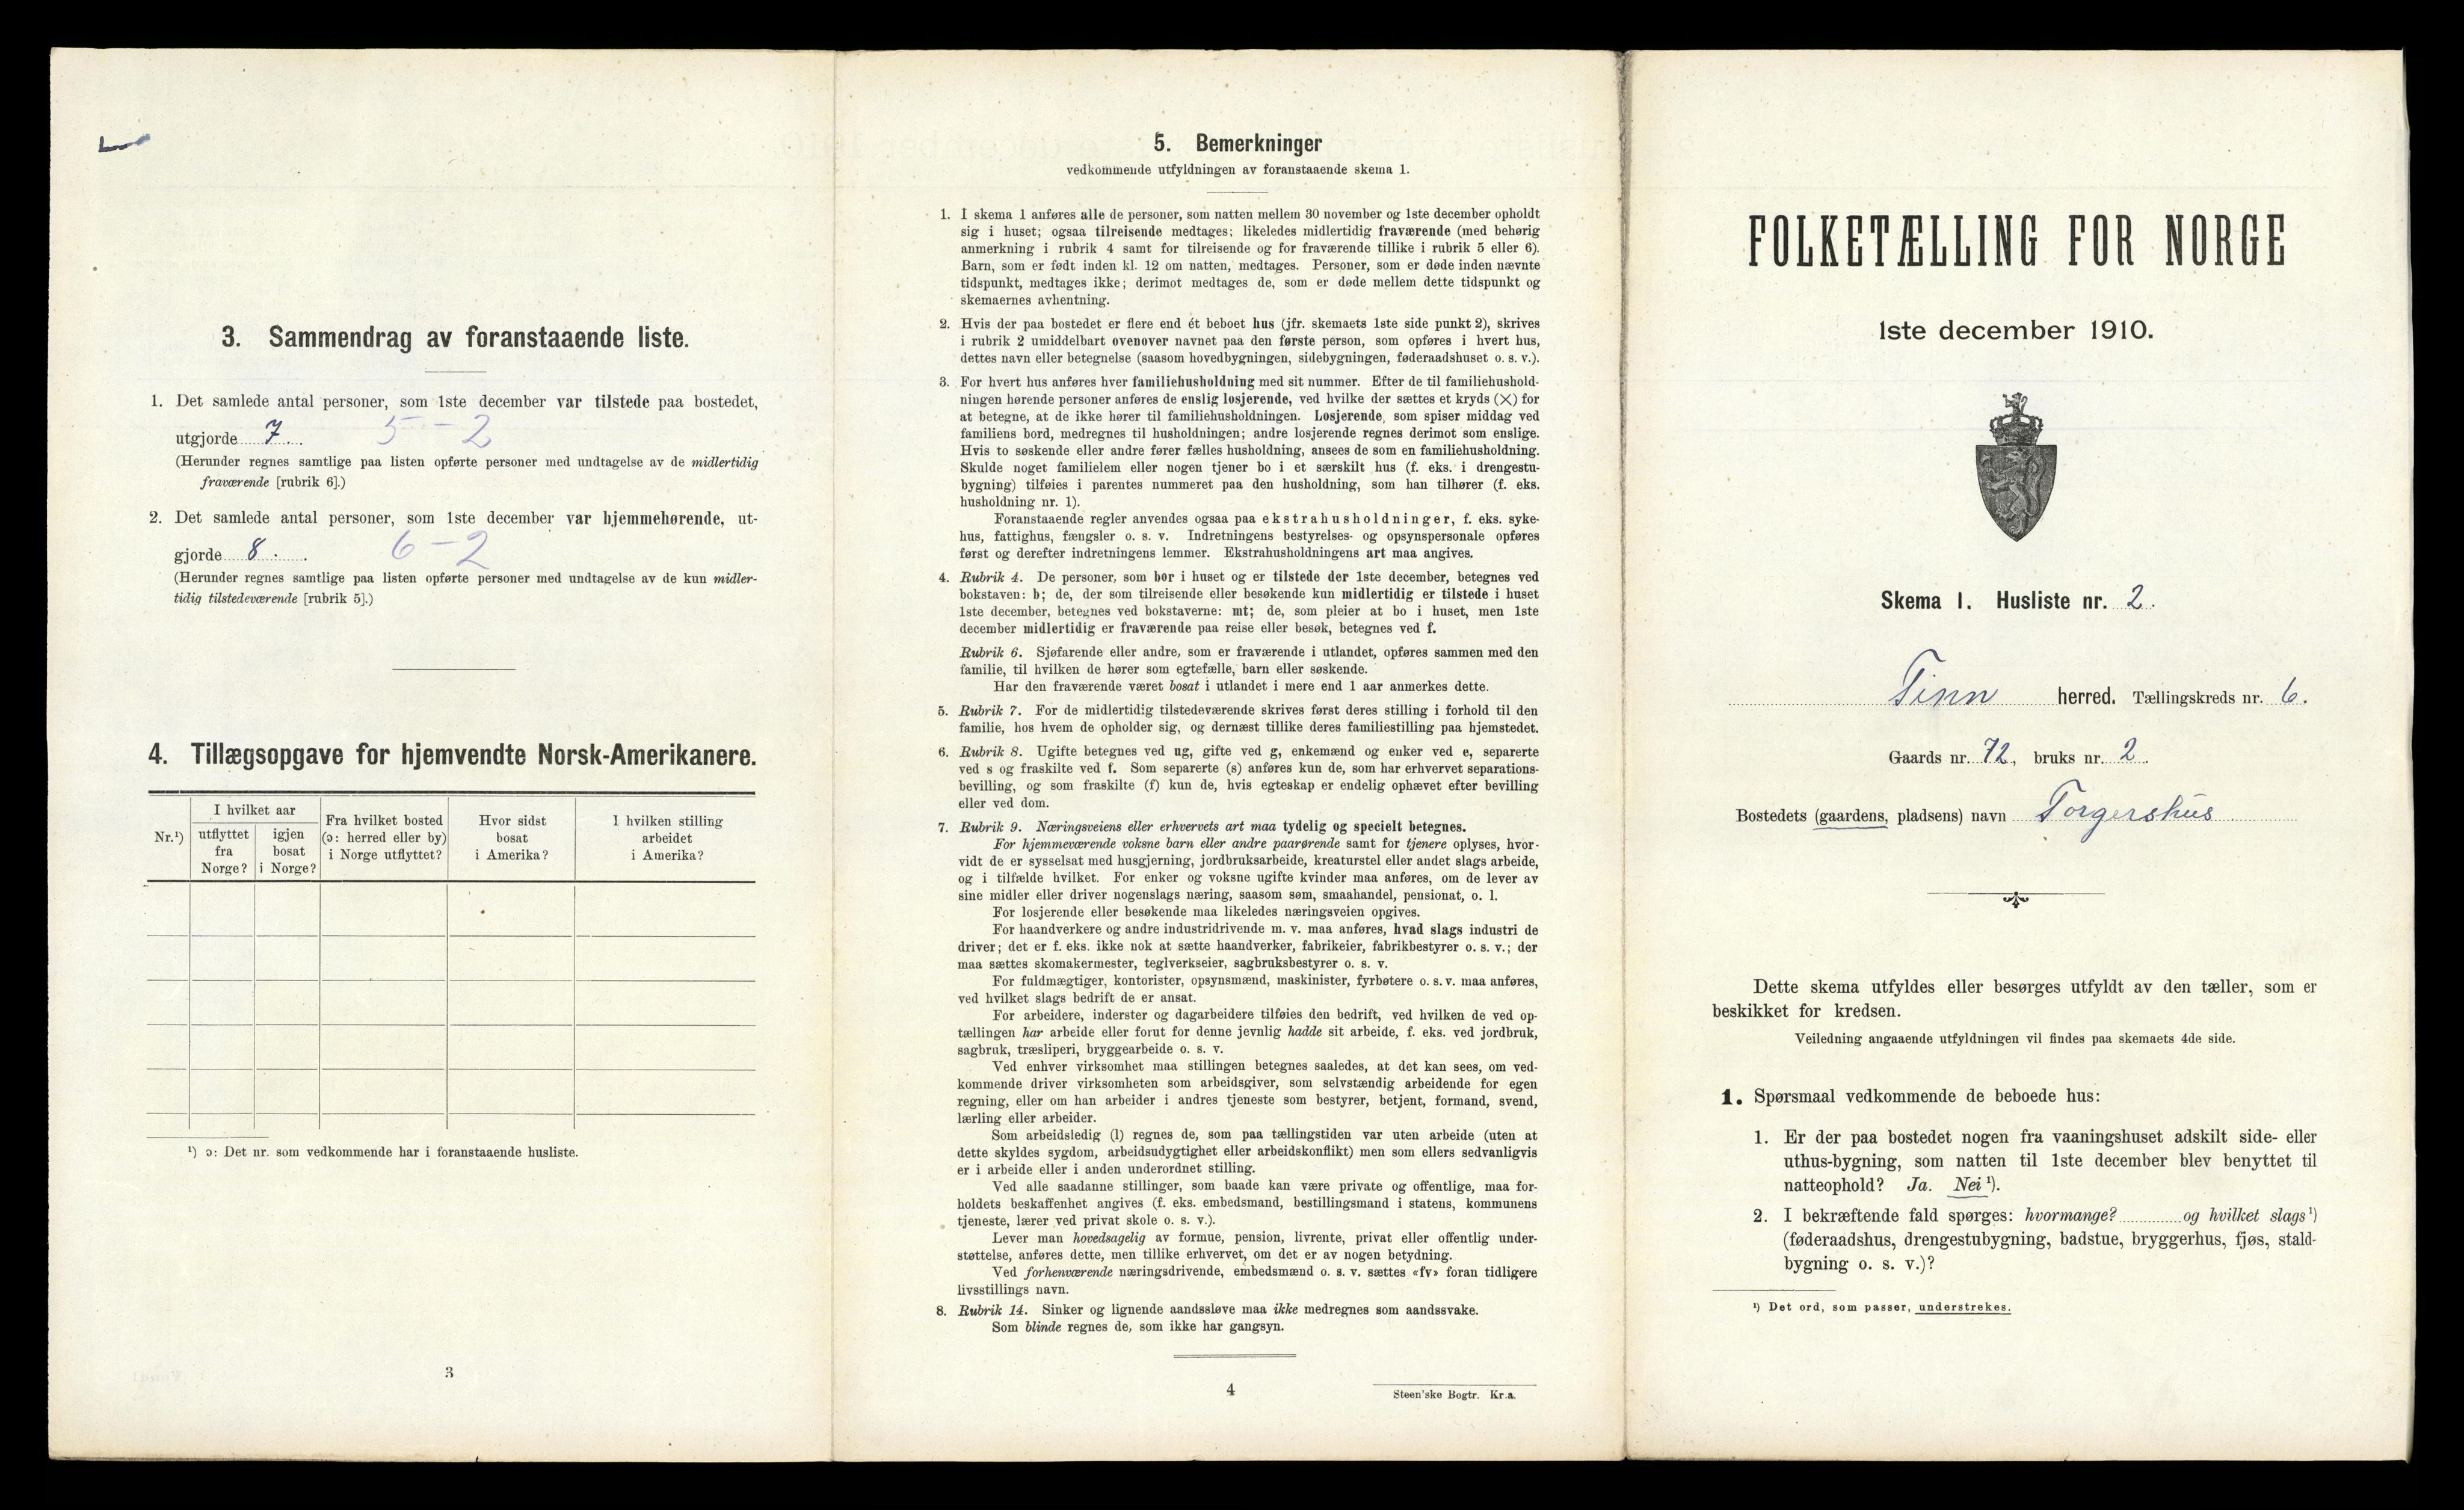 3. Sammendrag av foranstaaende liste.
1. Det samlede antal personer, som 1ste december var tilstede paa bostedet,
utgjorde 7. 5 - 2
(Herunder regnes samtlige paa listen opførte personer med undtagelse av de midlertidig
fraværende [rubrik 6].)
2. Det samlede antal personer, som 1ste december var hjemmehørende, ut-
gjorde 8. 6 - 2
(Herunder regnes samtlige paa listen opførte personer med undtagelse av de kun midler-
tidig tilstedeværende [rubrik 5].)
4. Tillægsopgave for hjemvendte Norsk-Amerikanere.
Nr.¹)
I hvilket aar
utflyttet
fra
Norge?
igjen
bosat
i Norge?
Fra hvilket bosted
(ɔ: herred eller by)
i Norge utflyttet?
Hvor sidst
bosat
i Amerika?
I hvilken stilling
arbeidet
i Amerika?
¹) ɔ: Det nr. som vedkommende har i foranstaaende husliste.
3
5. Bemerkninger
vedkommende utfyldningen av foranstaaende skema 1.
1. I skema 1 anføres alle de personer, som natten mellem 30 november og 1ste december opholdt
sig i huset; ogsaa tilreisende medtages; likeledes midlertidig fraværende (med behørig
anmerkning i rubrik 4 samt for tilreisende og for fraværende tillike i rubrik 5 eller 6).
Barn, som er født inden kl. 12 om natten, medtages. Personer, som er døde inden nævnte
tidspunkt, medtages ikke; derimot medtages de, som er døde mellem dette tidspunkt og
skemaernes avhentning.
2. Hvis der paa bostedet er flere end ét beboet hus (jfr. skemaets 1ste side punkt 2), skrives
i rubrik 2 umiddelbart ovenover navnet paa den første person, som opføres i hvert hus,
dettes navn eller betegnelse (saasom hovedbygningen, sidebygningen, føderaadshuset o. s. v.).
3. For hvert hus anføres hver familiehusholdning med sit nummer. Efter de til familiehushold-
ningen hørende personer anføres de enslig losjerende, ved hvilke der sættes et kryds (×) for
at betegne, at de ikke hører til familiehusholdningen. Losjerende, som spiser middag ved
familiens bord, medregnes til husholdningen; andre losjerende regnes derimot som enslige.
Hvis to søskende eller andre fører fælles husholdning, ansees de som en familiehusholdning.
Skulde noget familielem eller nogen tjener bo i et særskilt hus (f. eks. i drengestu-
bygning) tilføies i parentes nummeret paa den husholdning, som han tilhører (f. eks.
husholdning nr. 1).
Foranstaaende regler anvendes ogsaa paa ekstrahusholdninger, f. eks. syke-
hus, fattighus, fængsler o. s. v. Indretningens bestyrelses- og opsynspersonale opføres
først og derefter indretningens lemmer. Ekstrahusholdningens art maa angives.
4. Rubrik 4. De personer, som bor i huset og er tilstede der 1ste december, betegnes ved
bokstaven: b; de, der som tilreisende eller besøkende kun midlertidig er tilstede i huset
1ste december, betegnes ved bokstaverne: mt; de, som pleier at bo i huset, men 1ste
december midlertidig er fraværende paa reise eller besøk, betegnes ved f.
Rubrik 6. Sjøfarende eller andre, som er fraværende i utlandet, opføres sammen med den
familie, til hvilken de hører som egtefælle, barn eller søskende.
Har den fraværende været bosat i utlandet i mere end 1 aar anmerkes dette.
5. Rubrik 7. For de midlertidig tilstedeværende skrives først deres stilling i forhold til den
familie, hos hvem de opholder sig, og dernæst tillike deres familiestilling paa hjemstedet.
6. Rubrik 8. Ugifte betegnes ved ug, gifte ved g, enkemænd og enker ved e, separerte
ved s og fraskilte ved f. Som separerte (s) anføres kun de, som har erhvervet separations-
bevilling, og som fraskilte (f) kun de, hvis egteskap er endelig ophævet efter bevilling
eller ved dom.
7. Rubrik 9. Næringsveiens eller erhvervets art maa tydelig og specielt betegnes.
For hjemmeværende voksne barn eller andre paarørende samt for tjenere oplyses, hvor-
vidt de er sysselsat med husgjerning, jordbruksarbeide, kreaturstel eller andet slags arbeide,
og i tilfælde hvilket. For enker og voksne ugifte kvinder maa anføres, om de lever av
sine midler eller driver nogenslags næring, saasom søm, smaahandel, pensionat, o. l.
For losjerende eller besøkende maa likeledes næringsveien opgives.
For haandverkere og andre industridrivende m. v. maa anføres, hvad slags industri de
driver; det er f. eks. ikke nok at sætte haandverker, fabrikeier, fabrikbestyrer o. s. v.; der
maa sættes skomakermester, teglverkseier, sagbruksbestyrer o. s. v.
For fuldmægtiger, kontorister, opsynsmænd, maskinister, fyrbøtere o. s. v. maa anføres,
ved hvilket slags bedrift de er ansat.
For arbeidere, inderster og dagarbeidere tilføies den bedrift, ved hvilken de ved op-
tællingen har arbeide eller forut for denne jevnlig hadde sit arbeide, f. eks. ved jordbruk,
sagbruk, træsliperi, bryggearbeide o. s. v.
Ved enhver virksomhet maa stillingen betegnes saaledes, at det kan sees, om ved-
kommende driver virksomheten som arbeidsgiver, som selvstændig arbeidende for egen
regning, eller om han arbeider i andres tjeneste som bestyrer, betjent, formand, svend,
lærling eller arbeider.
Som arbeidsledig (l) regnes de, som paa tællingstiden var uten arbeide (uten at
dette skyldes sygdom, arbeidsudygtighet eller arbeidskonflikt) men som ellers sedvanligvis
er i arbeide eller i anden underordnet stilling.
Ved alle saadanne stillinger, som baade kan være private og offentlige, maa for-
holdets beskaffenhet angives (f. eks. embedsmand, bestillingsmand i statens, kommunens
tjeneste, lærer ved privat skole o. s. v.).
Lever man hovedsagelig av formue, pension, livrente, privat eller offentlig under-
støttelse, anføres dette, men tillike erhvervet, om det er av nogen betydning.
Ved forhenværende næringsdrivende, embedsmænd o. s. v. sættes «fv» foran tidligere
livsstillings navn.
8. Rubrik 14. Sinker og lignende aandssløve maa ikke medregnes som aandssvake.
Som blinde regnes de, som ikke har gangsyn.
4
Steen'ske Bogtr. Kr.a.
FOLKETÆLLING FOR NORGE
1ste december 1910.
Skema 1. Husliste nr. 2.
Tinn herred. Tællingskreds nr. 6.
Gaards nr. 72, bruks nr. 2.
Bostedets (gaardens, pladsens) navn Torgershus
Dette skema utfyldes eller besørges utfyldt av den tæller, som er
beskikket for kredsen.
Veiledning angaaende utfyldningen vil findes paa skemaets 4de side.
1. Spørsmaal vedkommende de beboede hus:
1. Er der paa bostedet nogen fra vaaningshuset adskilt side- eller
uthus-bygning, som natten til 1ste december blev benyttet til
natteophold? Ja. Nei ¹).
2. I bekræftende fald spørges: hvormange? og hvilket slags ¹)
(føderaadshus, drengestubygning, badstue, bryggerhus, fjøs, stald-
bygning o. s. v.)?
¹) Det ord, som passer, understrekes.